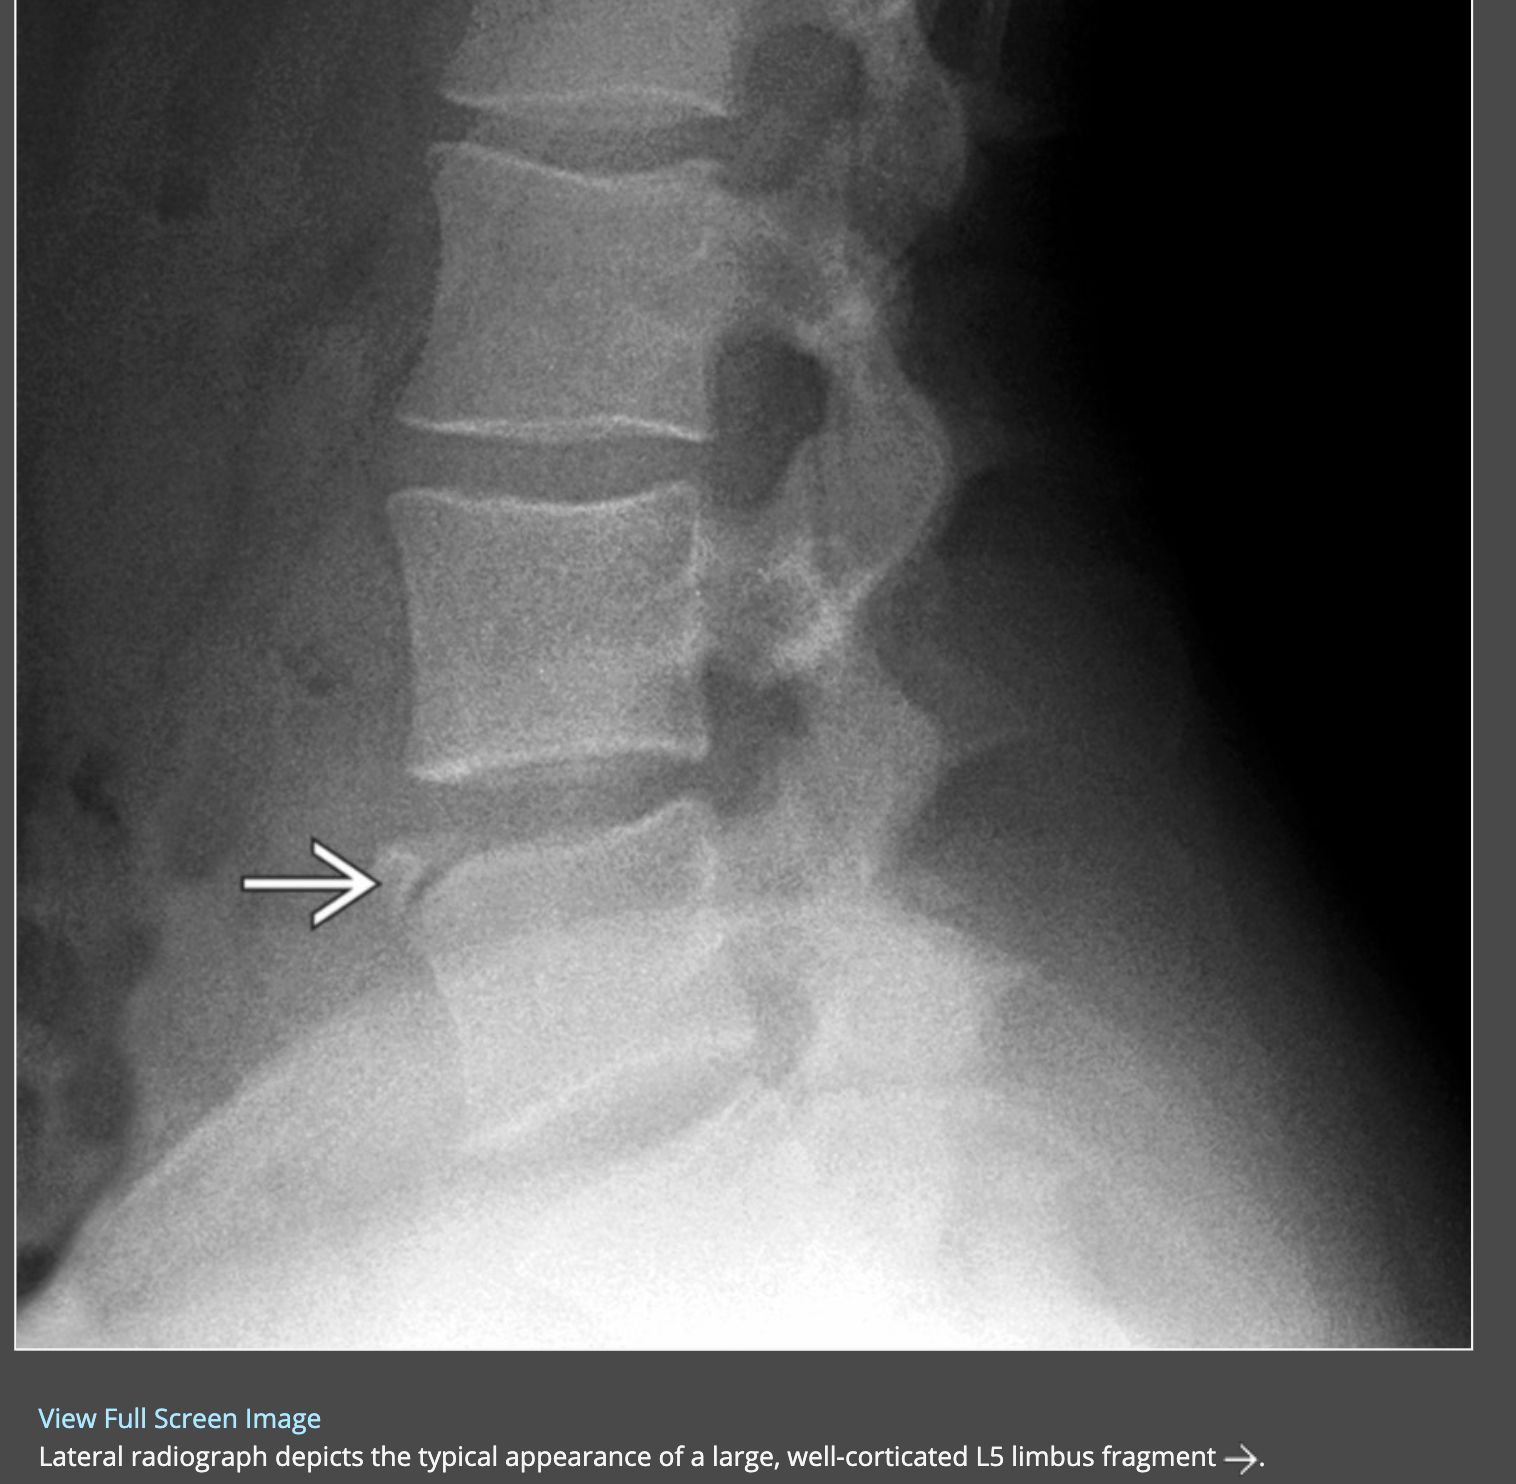 View Full Screen Image
Lateral radiograph depicts the typical appearance of a large, well-corticated L5 limbus fragment →.